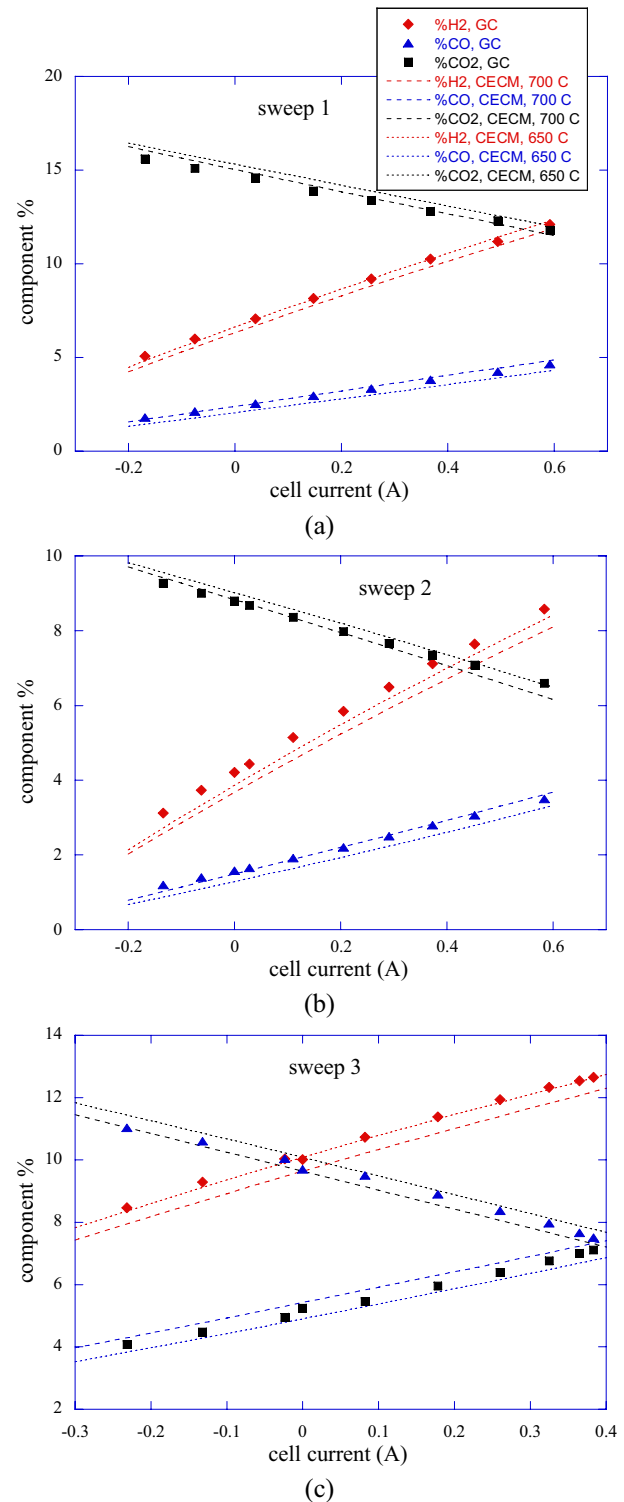 %H2, GC
%CO, GC
%CO2, GC
%H2, CECM, 700 C
%CO, CECM, 700 C
%CO2, CECM, 700 C
%H2, CECM, 650 C
%CO, CECM, 650 C
%CO2, CECM, 650 C
sweep 1
20
15
10
5
0
component %
-0.2 0 0.2 0.4 0.6
cell current (A)
(a)
sweep 2
10
8
6
4
2
0
component %
-0.2 0 0.2 0.4 0.6
cell current (A)
(b)
sweep 3
14
12
10
8
6
4
2
component %
-0.3 -0.2 -0.1 0 0.1 0.2 0.3 0.4
cell current (A)
(c)